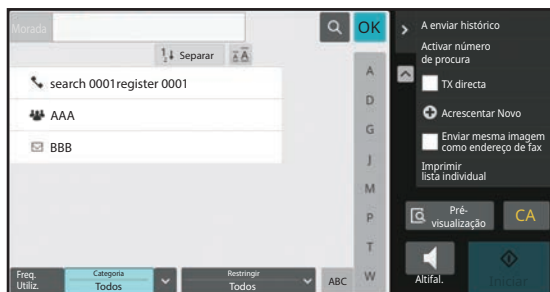 Morada
OK
1 2 Separar
search 0001register 0001
AAA
BBB
A
D
G
J
M
P
T
W
Freq.
Utiliz.
Categoria
Todos
Restringir
Todos
ABC
A enviar histórico
Activar número
de procura
TX directa
Acrescentar Novo
Enviar mesma imagem
como endereço de fax
Imprimir
lista individual
Pré-
visualização
CA
Altifal.
Iniciar